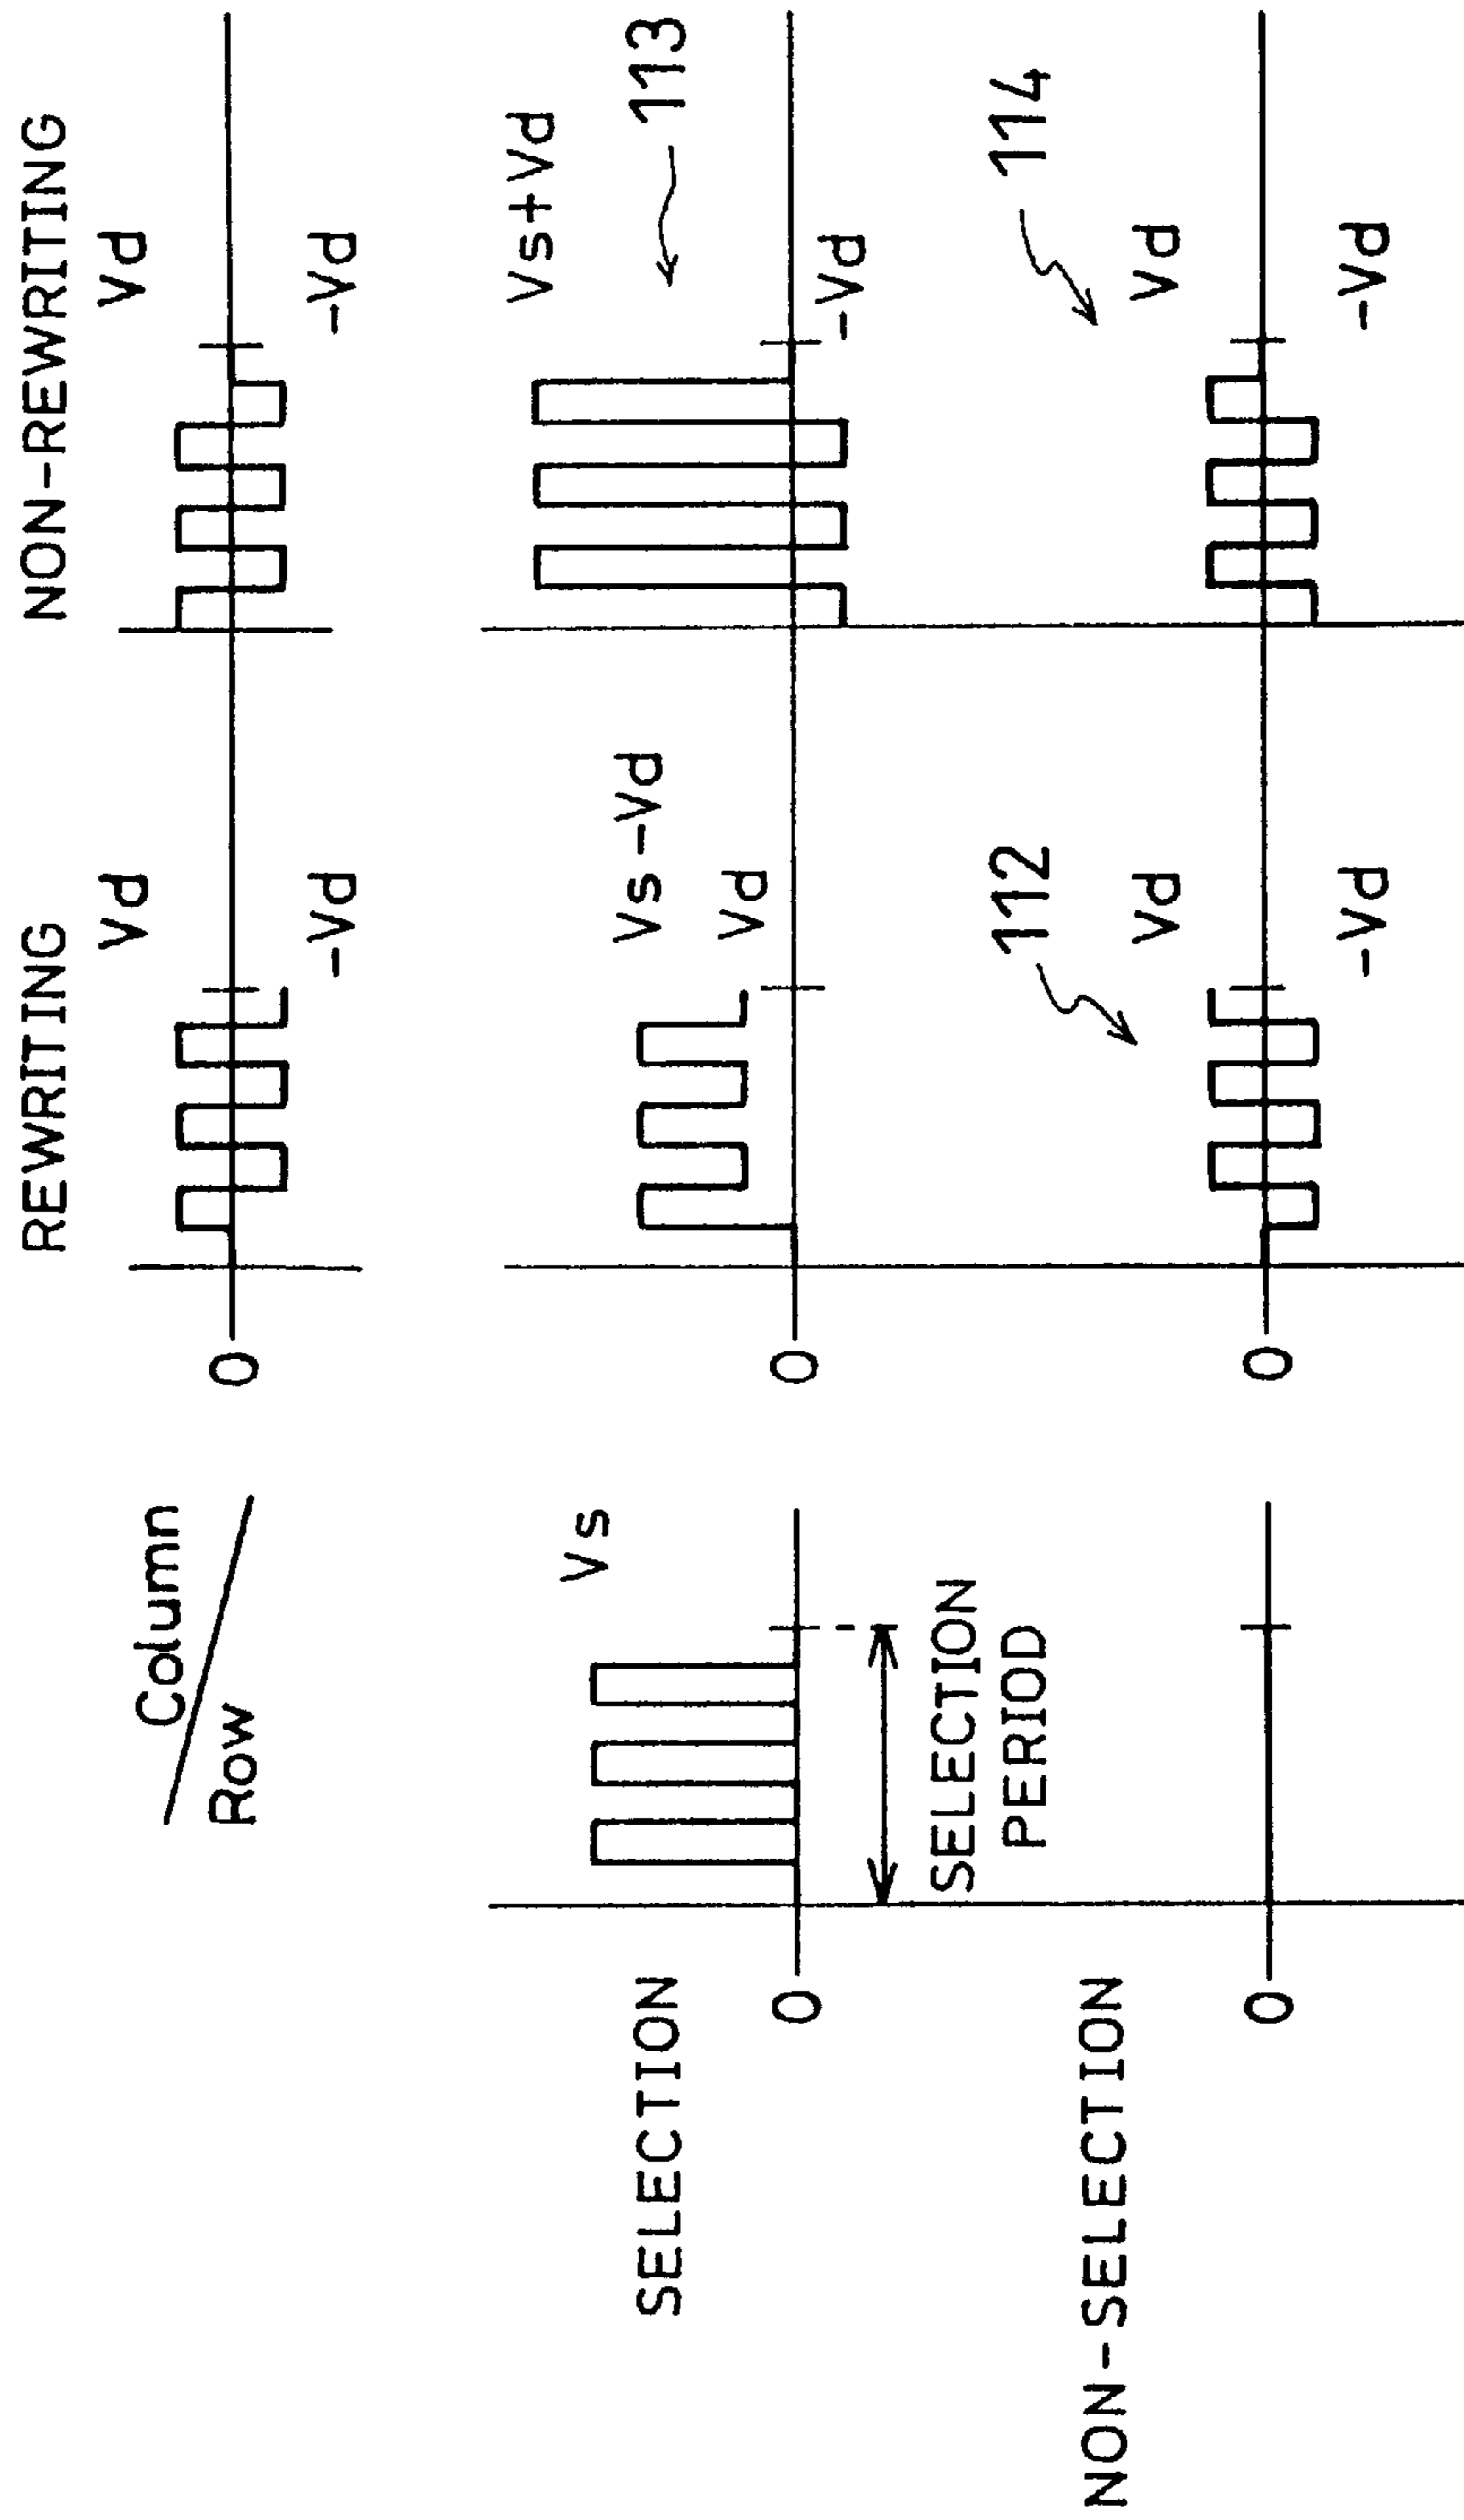 REWRITING
NON-REWRITING
Column
Row
Vd
Vd
0
-Vd
-Vd
SELECTION
Vs
Vs-Vd
Vd
Vs+Vd
113
0
0
-Vd
SELECTION
PERIOD
NON-SELECTION
112
114
Vd
Vd
0
0
-Vd
-Vd